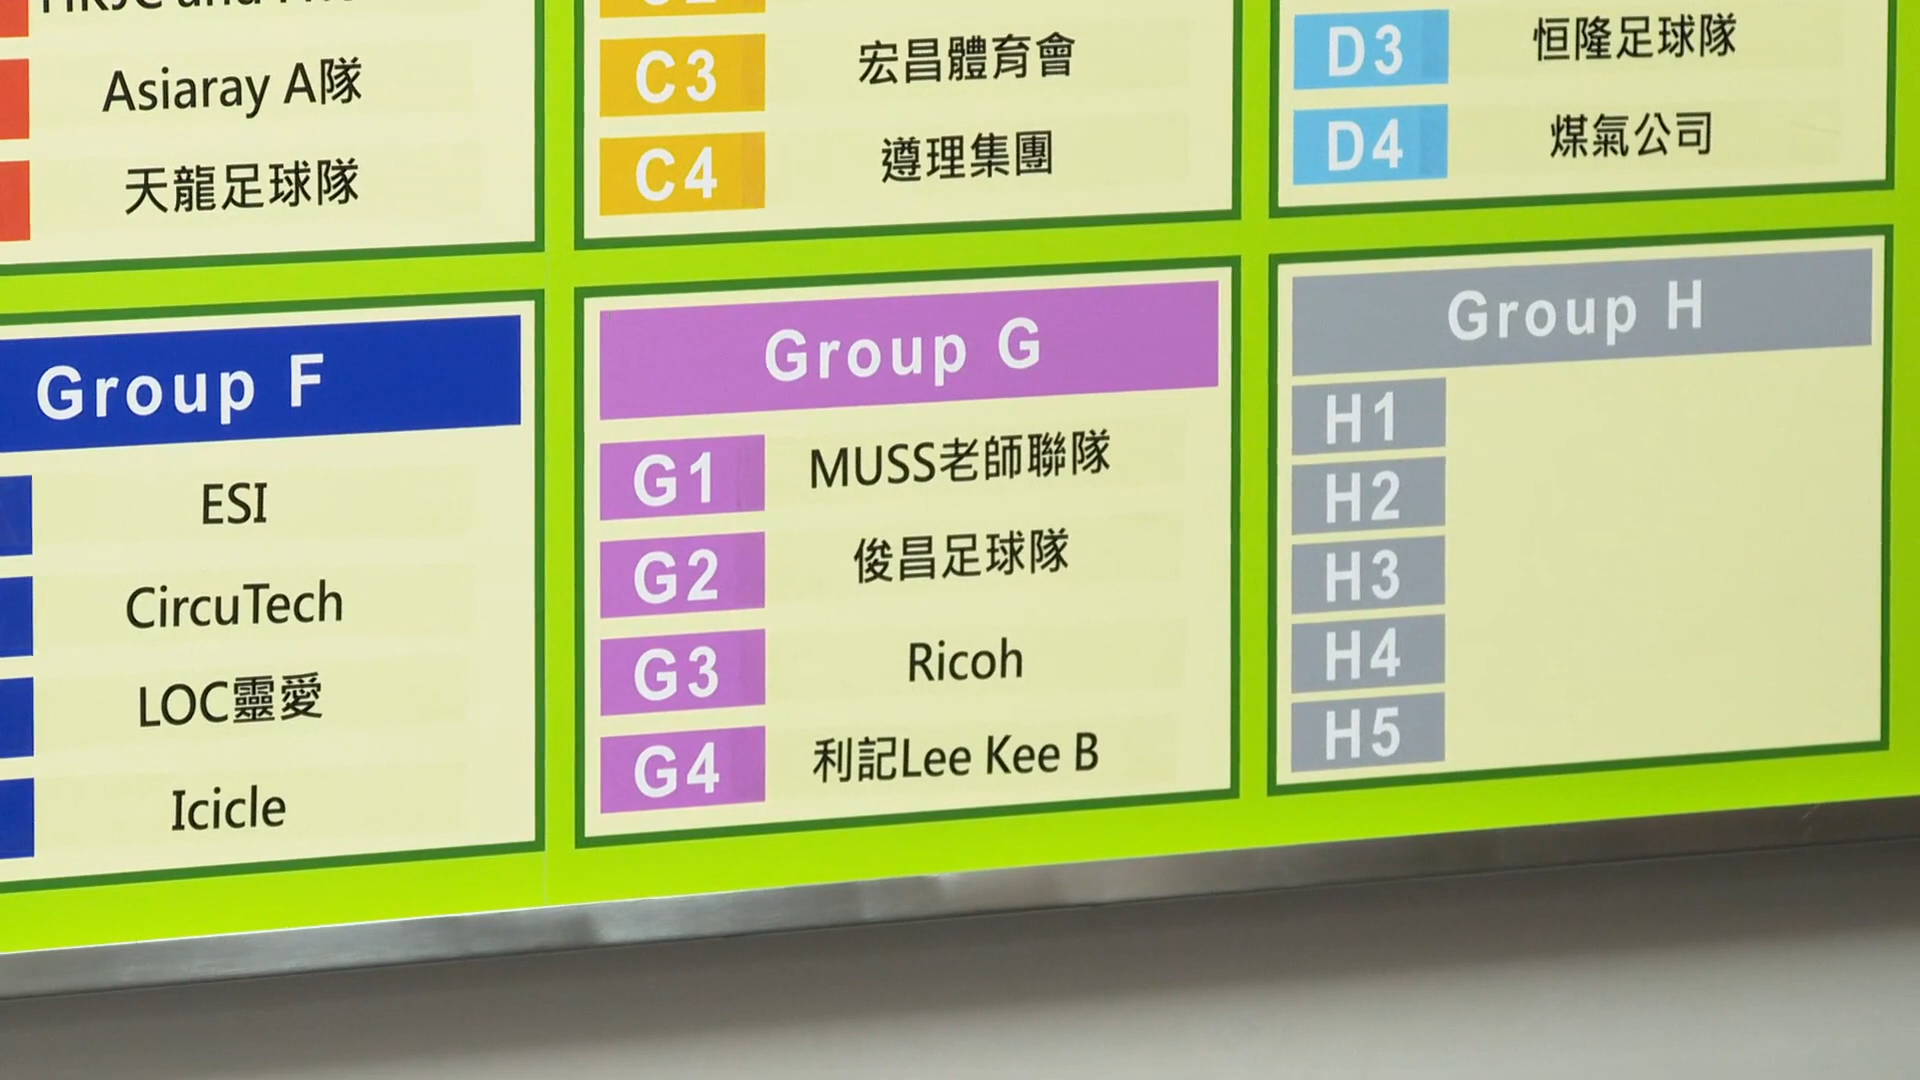 HKJC and
Asiaray A隊
天龍足球隊
C3 宏昌體育會
C4 遵理集團
D3 恒隆足球隊
D4 煤氣公司
Group F
ESI
CircuTech
LOC靈愛
Icicle
Group G
G1 MUSS老師聯隊
G2 俊昌足球隊
G3 Ricoh
G4 利記Lee Kee B
Group H
H1
H2
H3
H4
H5